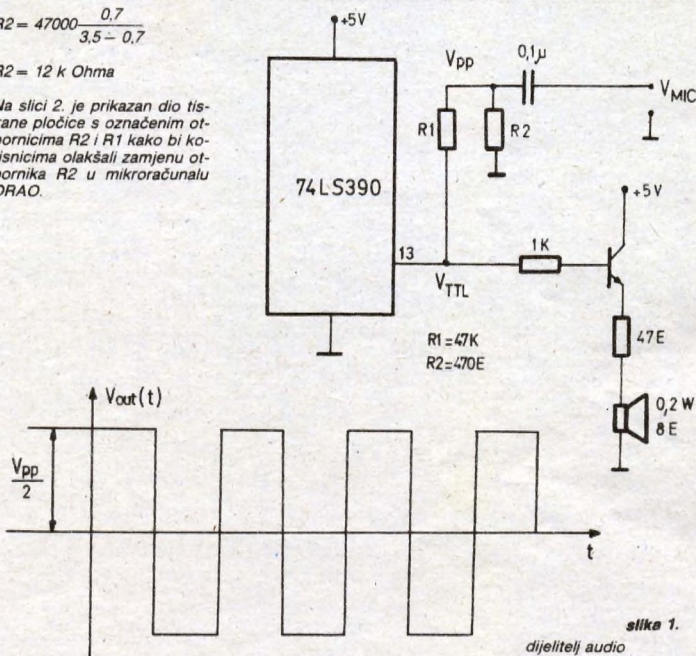 R2 = 47000 0,7
3,5 – 0,7
R2 = 12 k Ohma
Na slici 2. je prikazan dio tis-
kane pločice s označenim ot-
pornicima R2 i R1 kako bi ko-
risnicima olakšali zamjenu ot-
pornika R2 u mikroračunalu
ORAO.
+5V
Vpp
0,1µ
VMIC
R1
R2
74LS390
+5V
13
1K
VTTL
R1=47K
R2=470E
47E
0,2W
8E
Vout(t)
Vpp
2
t
slika 1.
dijelitelj audio